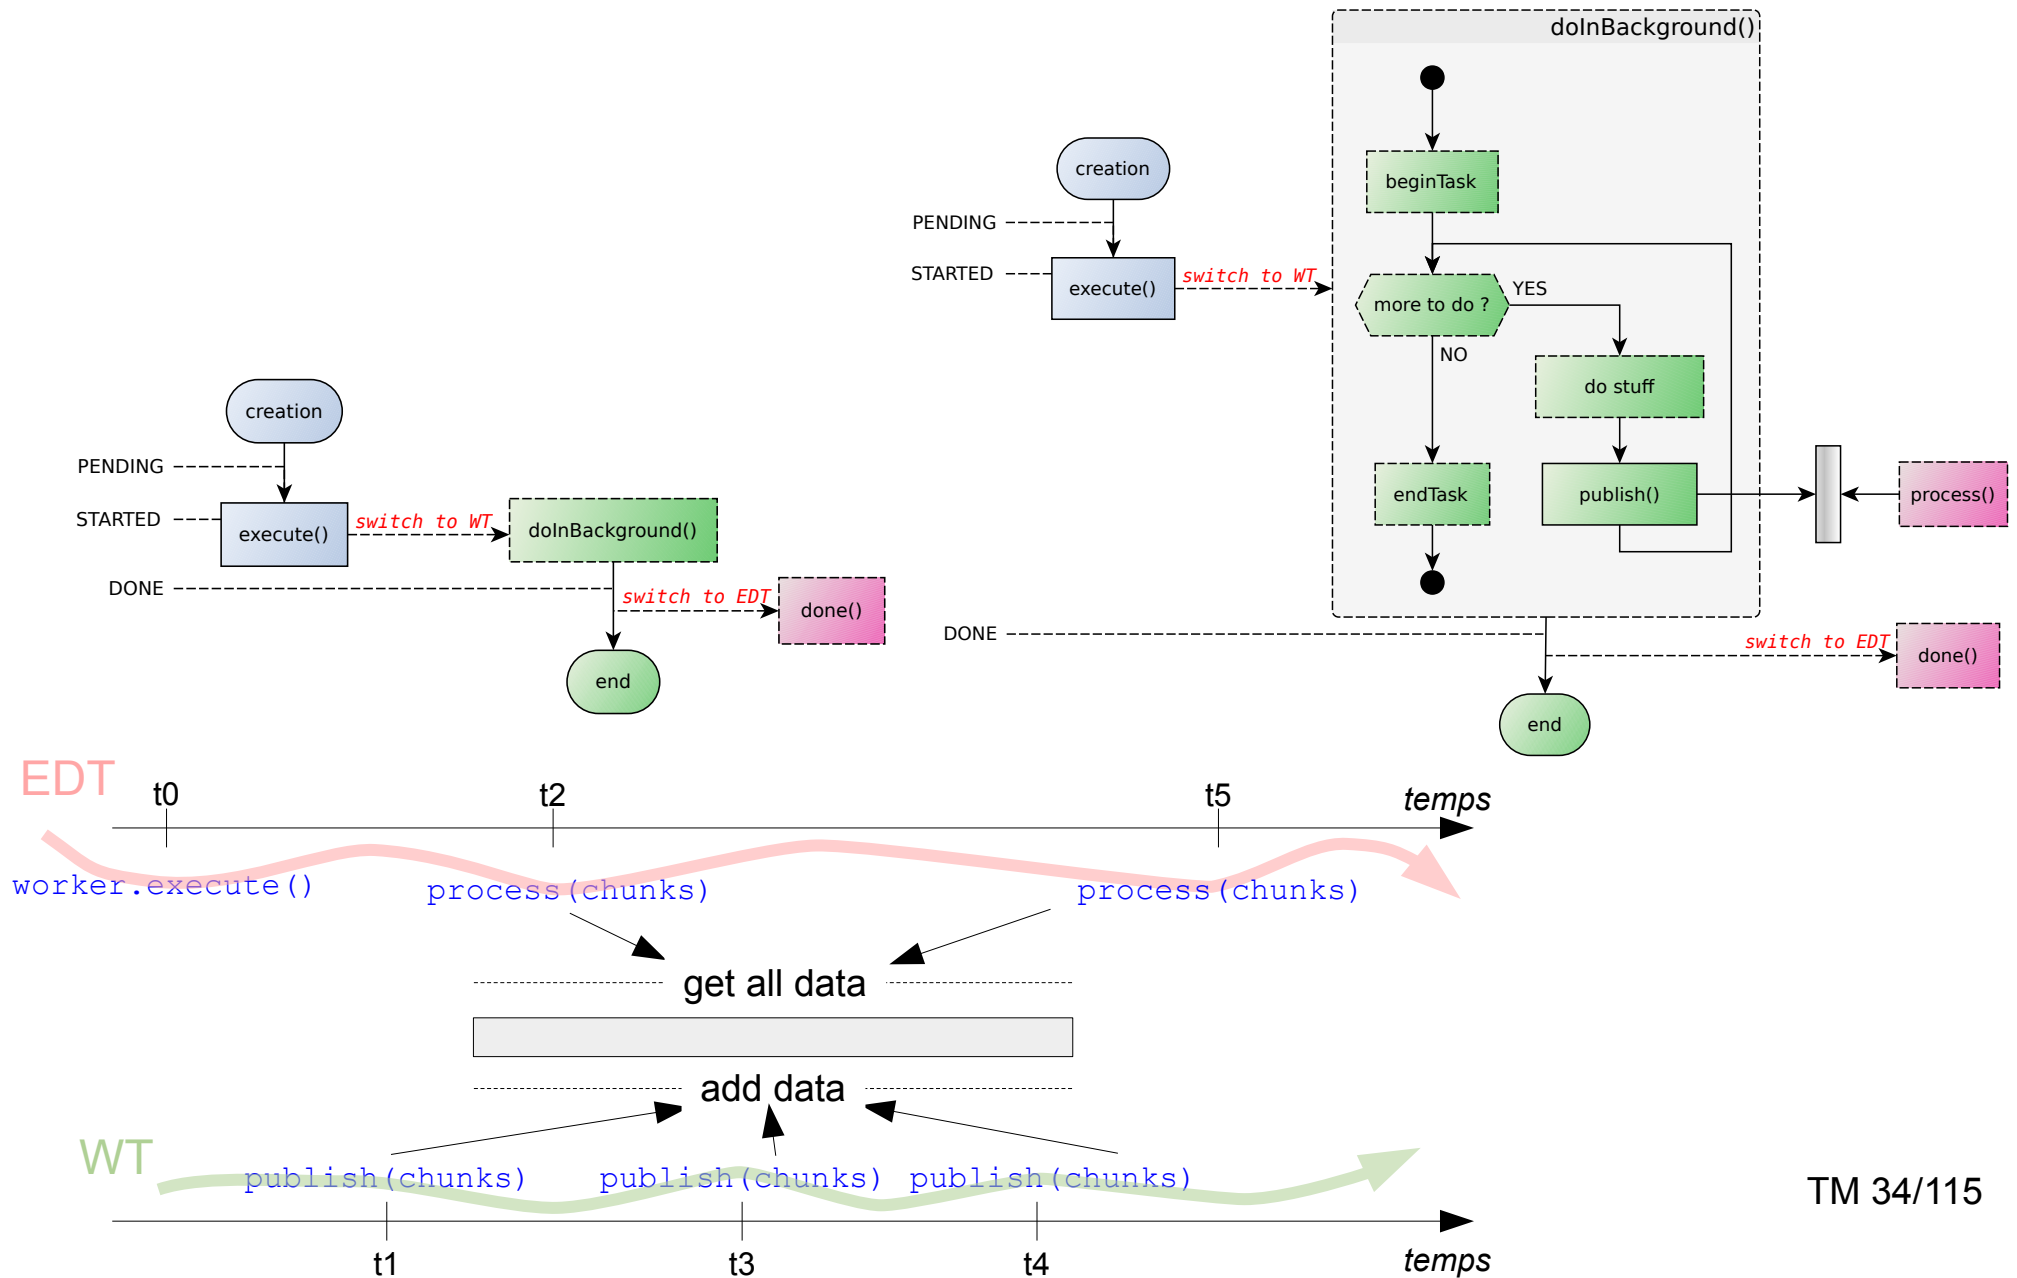 creation
PENDING
STARTED
execute()
switch to WT
doInBackground()
DONE
switch to EDT
done()
end
doInBackground()
creation
PENDING
STARTED
execute()
switch to WT
beginTask
more to do ?
YES
NO
do stuff
endTask
publish()
process()
DONE
switch to EDT
done()
end
EDT
t0
t2
t5
temps
worker.execute()
process(chunks)
process(chunks)
get all data
add data
WT
publish(chunks)
publish(chunks)
publish(chunks)
t1
t3
t4
temps
TM 34/115